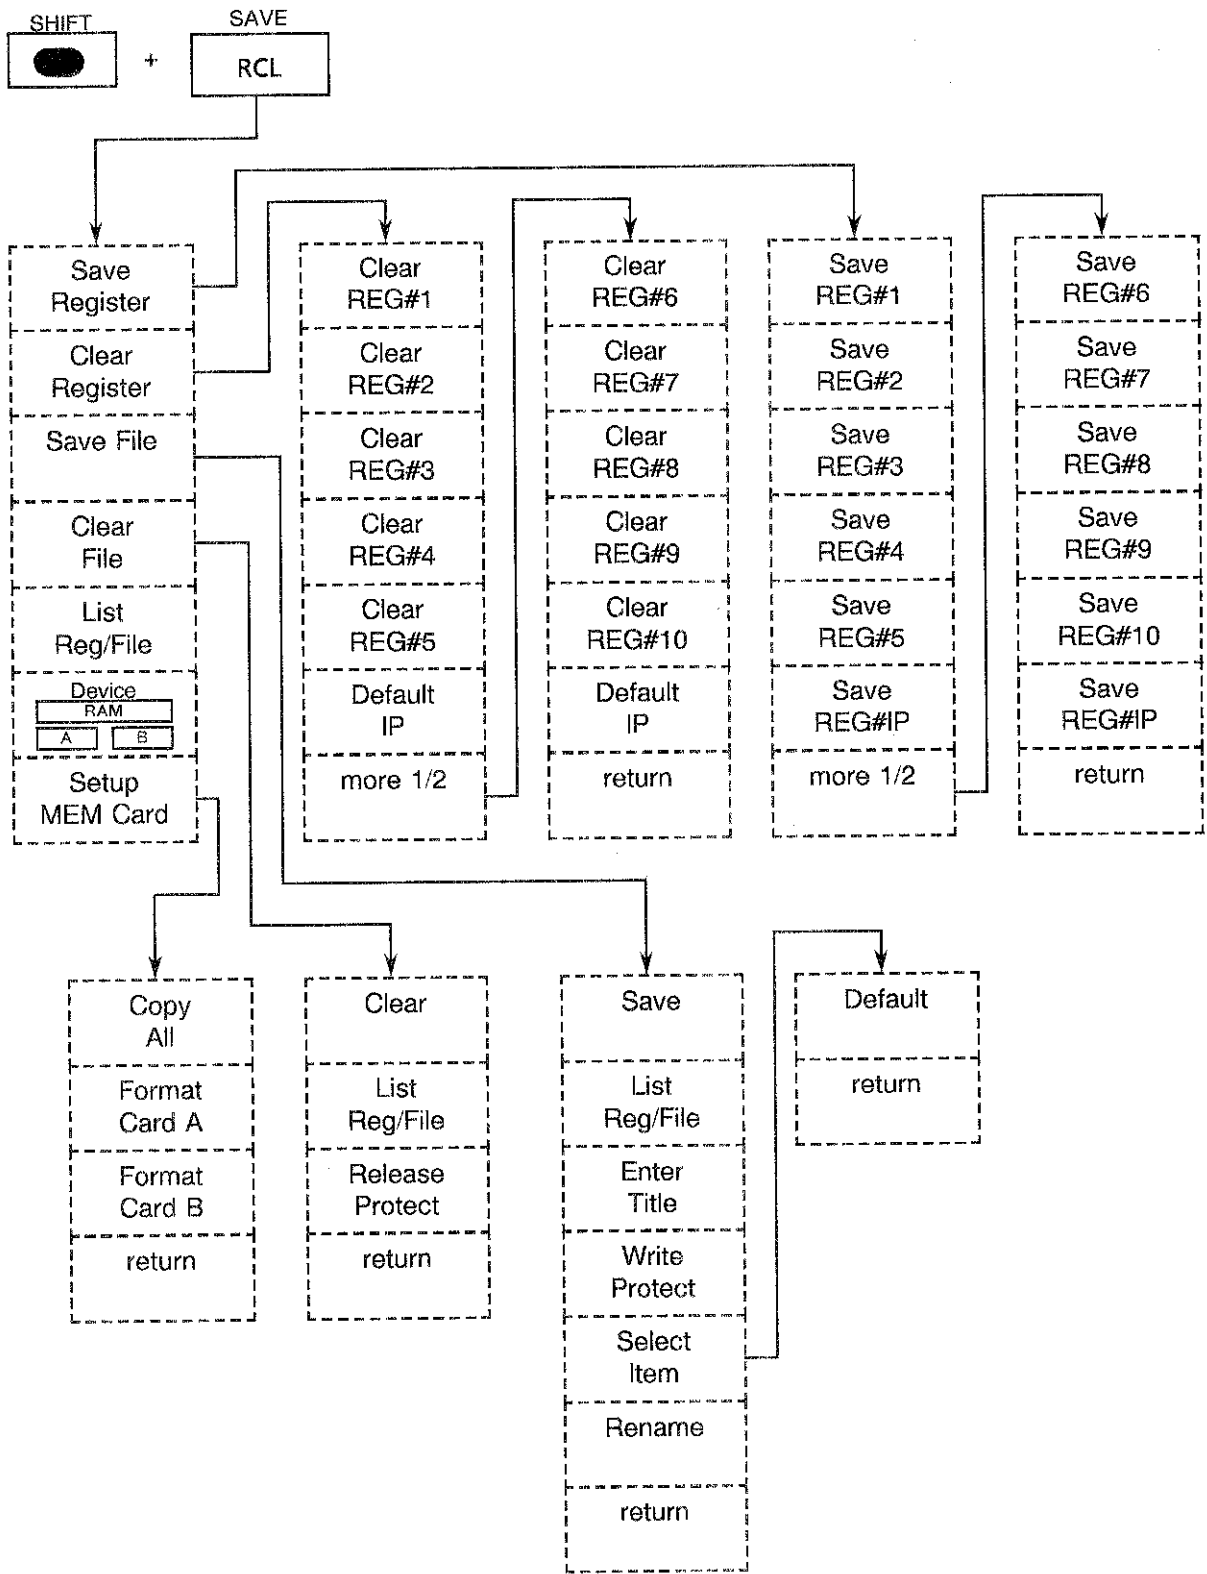 SHIFT
+
SAVE
RCL
Save
Register
Clear
Register
Save File
Clear
File
List
Reg/File
Device
RAM
A
B
Setup
MEM Card
Clear
REG#1
Clear
REG#2
Clear
REG#3
Clear
REG#4
Clear
REG#5
Default
IP
more 1/2
Clear
REG#6
Clear
REG#7
Clear
REG#8
Clear
REG#9
Clear
REG#10
Default
IP
return
Save
REG#1
Save
REG#2
Save
REG#3
Save
REG#4
Save
REG#5
Save
REG#IP
more 1/2
Save
REG#6
Save
REG#7
Save
REG#8
Save
REG#9
Save
REG#10
Save
REG#IP
return
Copy
All
Format
Card A
Format
Card B
return
Clear
List
Reg/File
Release
Protect
return
Save
List
Reg/File
Enter
Title
Write
Protect
Select
Item
Rename
return
Default
return